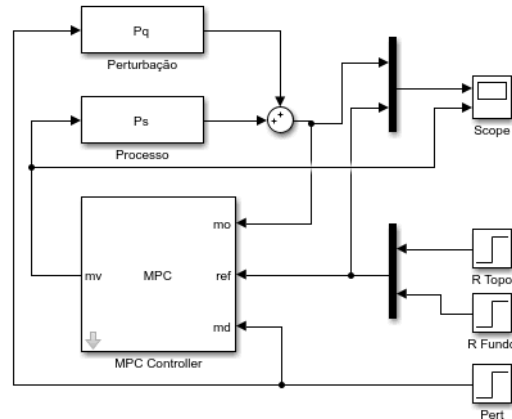 Pq
Perturbação
Ps
Processo
Scope
mo
mv
MPC
ref
md
MPC Controller
R Topo
R Fundo
Pert